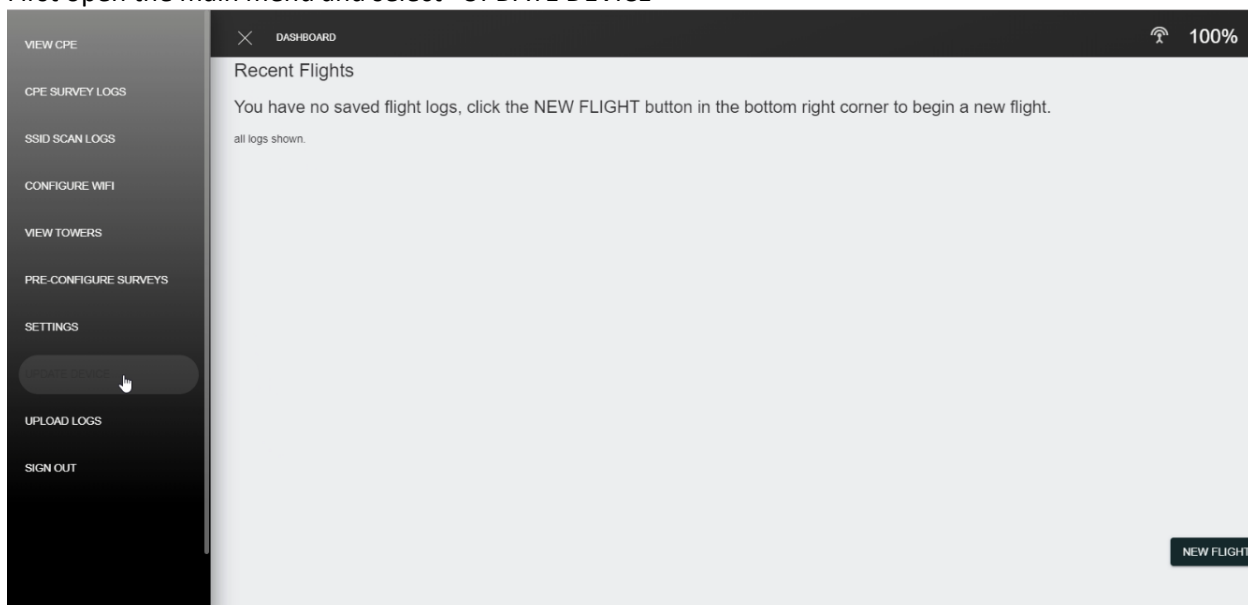 First open the main menu and select "UPDATE DEVICE"
VIEW CPE
CPE SURVEY LOGS
SSID SCAN LOGS
CONFIGURE WIFI
VIEW TOWERS
PRE-CONFIGURE SURVEYS
SETTINGS
UPDATE DEVICE
UPLOAD LOGS
SIGN OUT
DASHBOARD
100%
Recent Flights
You have no saved flight logs, click the NEW FLIGHT button in the bottom right corner to begin a new flight.
all logs shown.
NEW FLIGHT